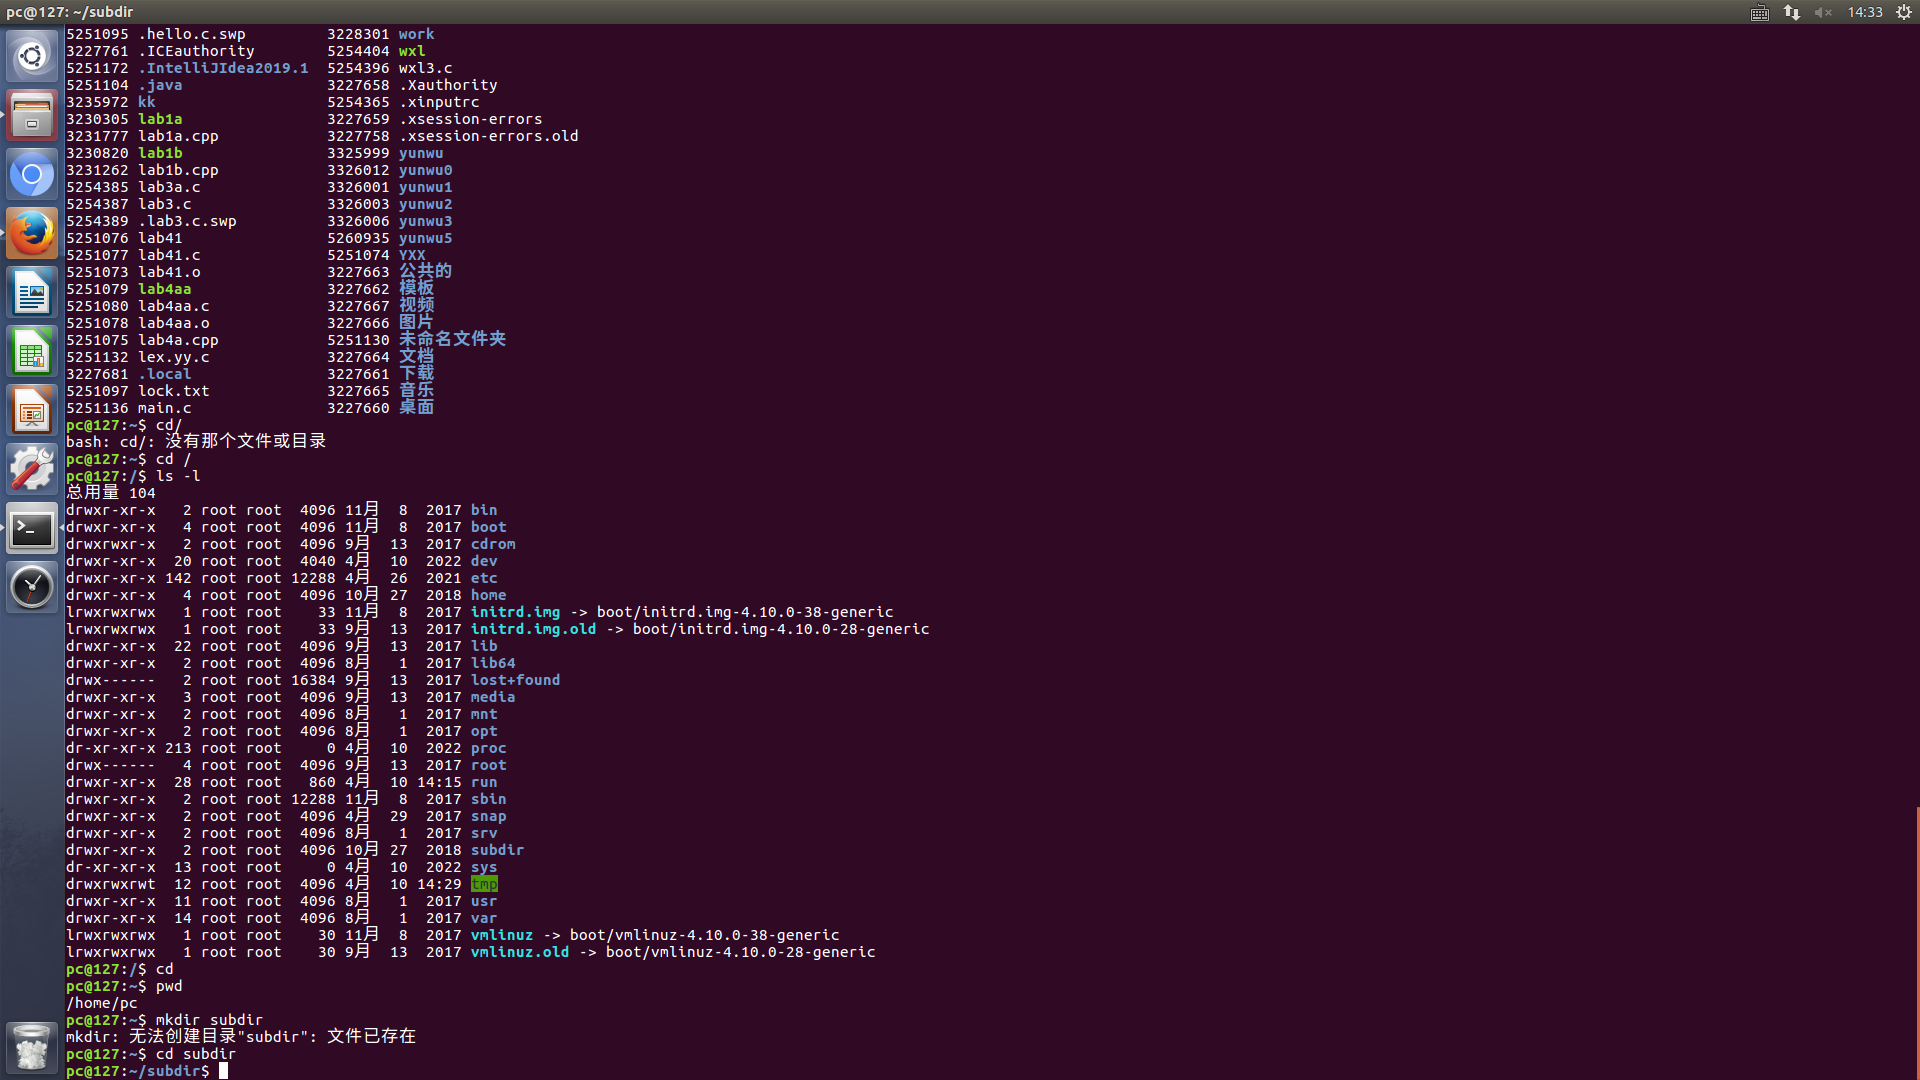 pc@127: ~/subdir
14:33
5251095 .hello.c.swp          3228301 work
3227761 .ICEauthority        5254404 wxl
5251172 .IntelliJIdea2019.1  5254396 wxl3.c
5251104 .java                3227658 .Xauthority
3235972 kk                   5254365 .xinputrc
3230305 lab1a                3227659 .xsession-errors
3231777 lab1a.cpp            3227758 .xsession-errors.old
3230820 lab1b                3325999 yunwu
3231262 lab1b.cpp            3326012 yunwu0
5254385 lab3a.c              3326001 yunwu1
5254387 lab3.c               3326003 yunwu2
5254389 .lab3.c.swp          3326006 yunwu3
5251076 lab41                5260935 yunwu5
5251077 lab41.c              5251074 YXX
5251073 lab41.o              3227663 公共的
5251079 lab4aa               3227662 模板
5251080 lab4aa.c             3227667 视频
5251078 lab4aa.o             3227666 图片
5251075 lab4a.cpp            5251130 未命名文件夹
5251132 lex.yy.c             3227664 文档
3227681 .local               3227661 下载
5251097 lock.txt             3227665 音乐
5251136 main.c               3227660 桌面
pc@127:~$ cd/
bash: cd/: 没有那个文件或目录
pc@127:~$ cd /
pc@127:/$ ls -l
总用量 104
drwxr-xr-x   2 root root  4096 11月  8  2017 bin
drwxr-xr-x   4 root root  4096 11月  8  2017 boot
drwxrwxr-x   2 root root  4096 9月  13  2017 cdrom
drwxr-xr-x  20 root root  4040 4月  10  2022 dev
drwxr-xr-x 142 root root 12288 4月  26  2021 etc
drwxr-xr-x   4 root root  4096 10月 27  2018 home
lrwxrwxrwx   1 root root    33 11月  8  2017 initrd.img -> boot/initrd.img-4.10.0-38-generic
lrwxrwxrwx   1 root root    33 9月  13  2017 initrd.img.old -> boot/initrd.img-4.10.0-28-generic
drwxr-xr-x  22 root root  4096 9月  13  2017 lib
drwxr-xr-x   2 root root  4096 8月   1  2017 lib64
drwx------   2 root root 16384 9月  13  2017 lost+found
drwxr-xr-x   3 root root  4096 9月  13  2017 media
drwxr-xr-x   2 root root  4096 8月   1  2017 mnt
drwxr-xr-x   2 root root  4096 8月   1  2017 opt
dr-xr-xr-x 213 root root     0 4月  10  2022 proc
drwx------   4 root root  4096 9月  13  2017 root
drwxr-xr-x  28 root root   860 4月  10 14:15 run
drwxr-xr-x   2 root root 12288 11月  8  2017 sbin
drwxr-xr-x   2 root root  4096 4月  29  2017 snap
drwxr-xr-x   2 root root  4096 8月   1  2017 srv
drwxr-xr-x   2 root root  4096 10月 27  2018 subdir
dr-xr-xr-x  13 root root     0 4月  10  2022 sys
drwxrwxrwt  12 root root  4096 4月  10 14:29 tmp
drwxr-xr-x  11 root root  4096 8月   1  2017 usr
drwxr-xr-x  14 root root  4096 8月   1  2017 var
lrwxrwxrwx   1 root root    30 11月  8  2017 vmlinuz -> boot/vmlinuz-4.10.0-38-generic
lrwxrwxrwx   1 root root    30 9月  13  2017 vmlinuz.old -> boot/vmlinuz-4.10.0-28-generic
pc@127:/$ cd
pc@127:~$ pwd
/home/pc
pc@127:~$ mkdir subdir
mkdir: 无法创建目录"subdir": 文件已存在
pc@127:~$ cd subdir
pc@127:~/subdir$